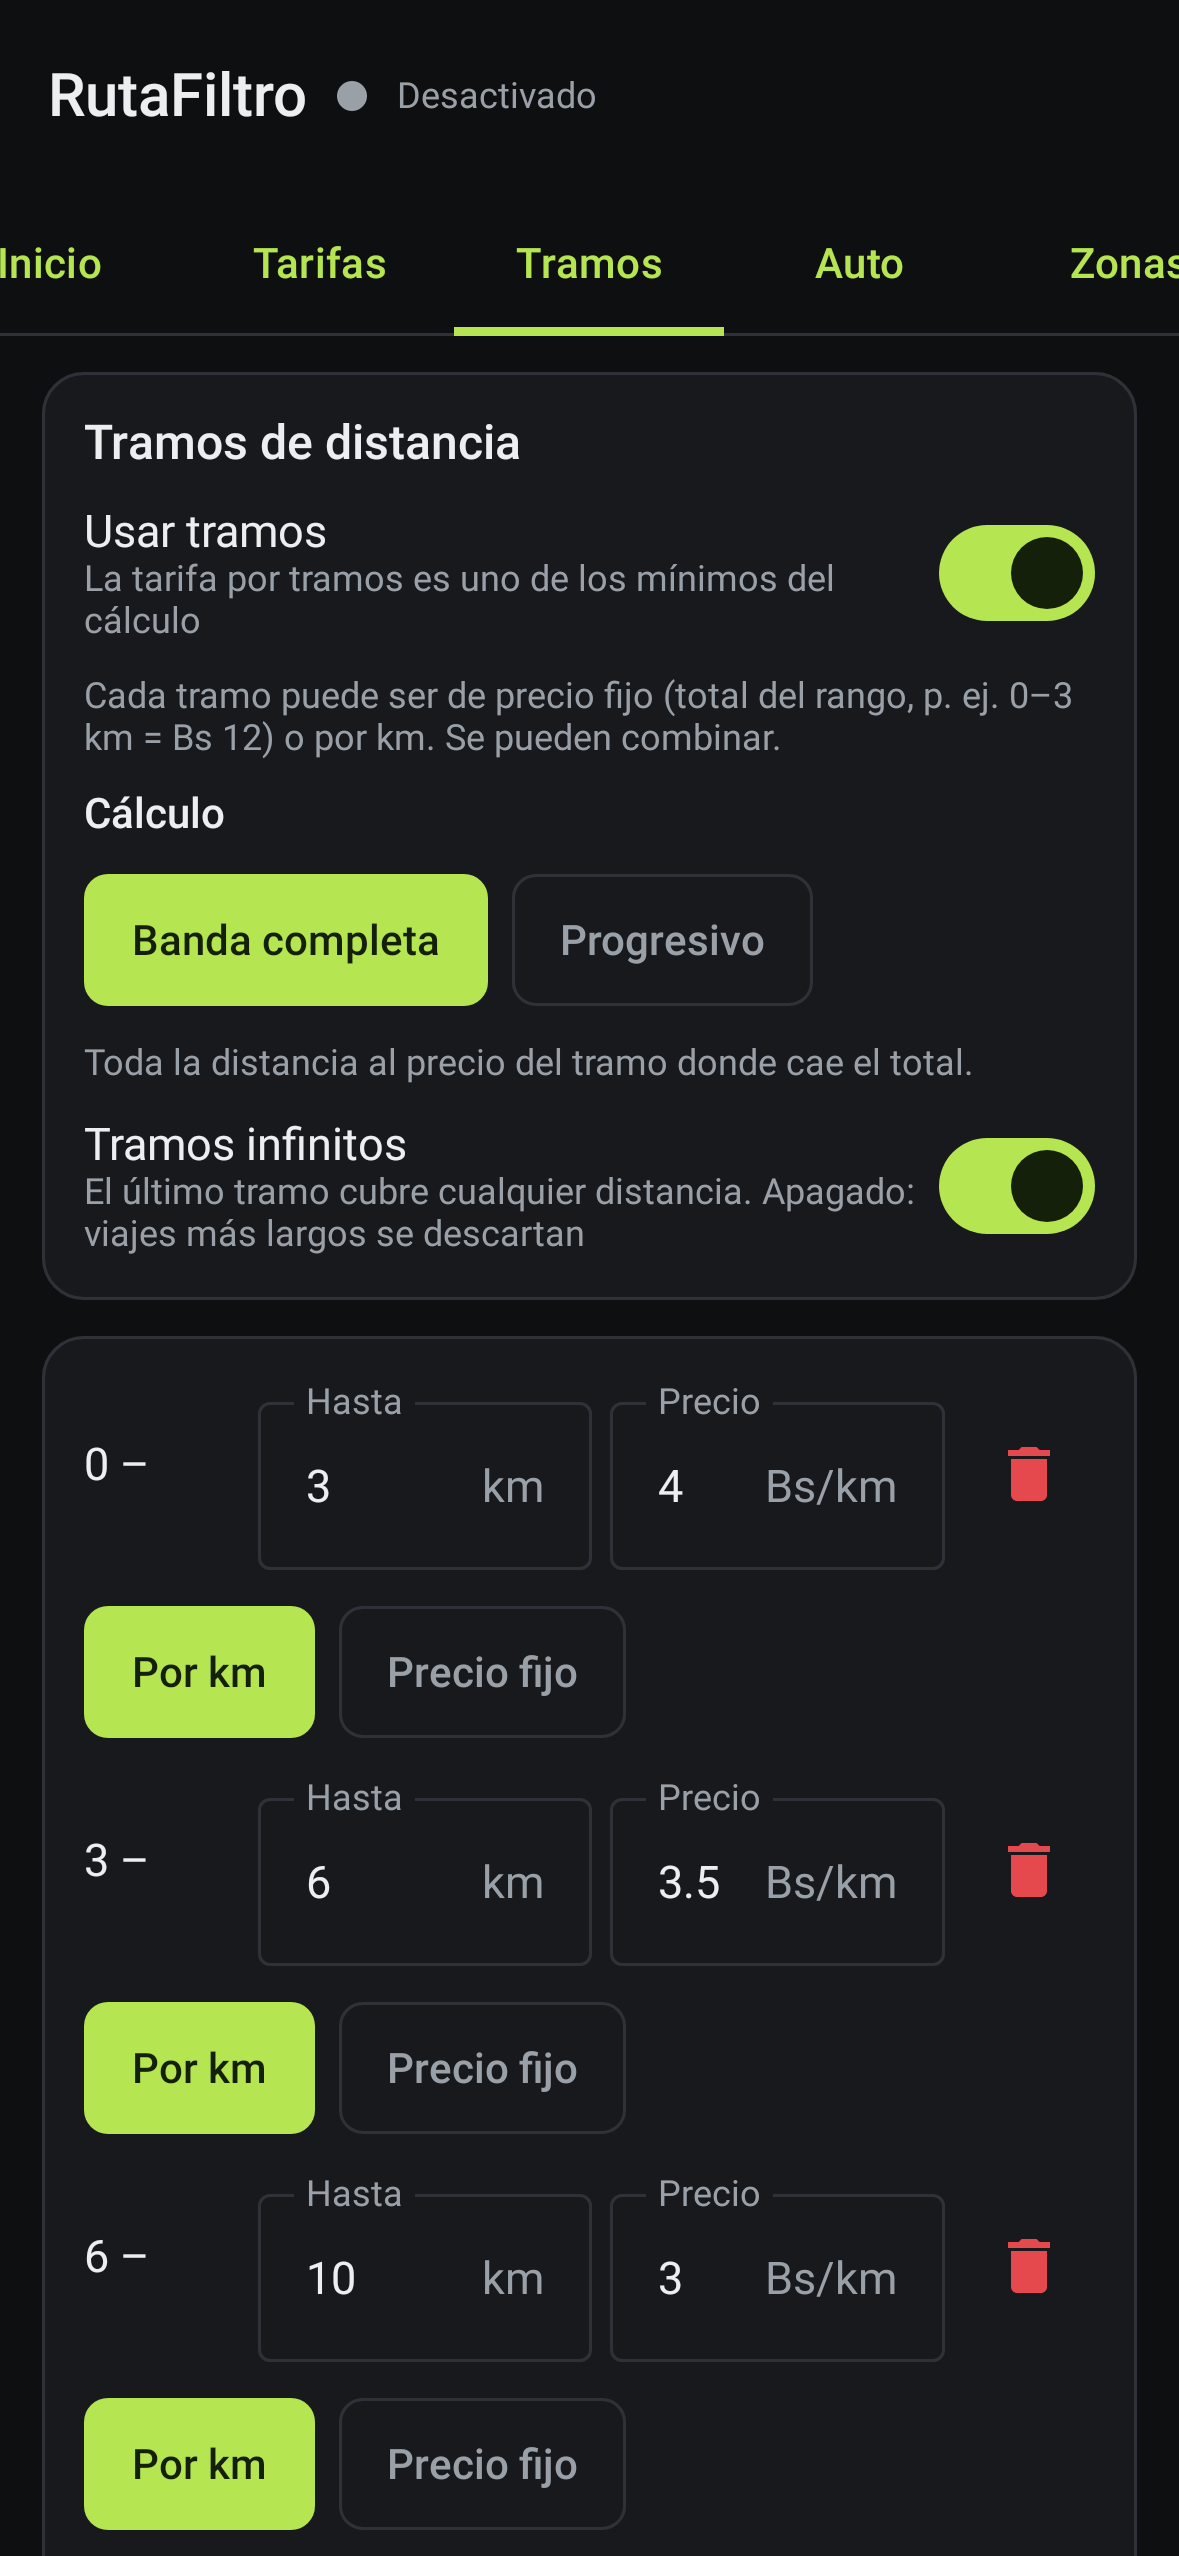 RutaFiltro Desactivado
Inicio Tarifas Tramos Auto Zonas
Tramos de distancia
Usar tramos
La tarifa por tramos es uno de los mínimos del
cálculo
Cada tramo puede ser de precio fijo (total del rango, p. ej. 0–3
km = Bs 12) o por km. Se pueden combinar.
Cálculo
Banda completa Progresivo
Toda la distancia al precio del tramo donde cae el total.
Tramos infinitos
El último tramo cubre cualquier distancia. Apagado:
viajes más largos se descartan
Hasta Precio
0 – 3 km 4 Bs/km
Por km Precio fijo
Hasta Precio
3 – 6 km 3.5 Bs/km
Por km Precio fijo
Hasta Precio
6 – 10 km 3 Bs/km
Por km Precio fijo